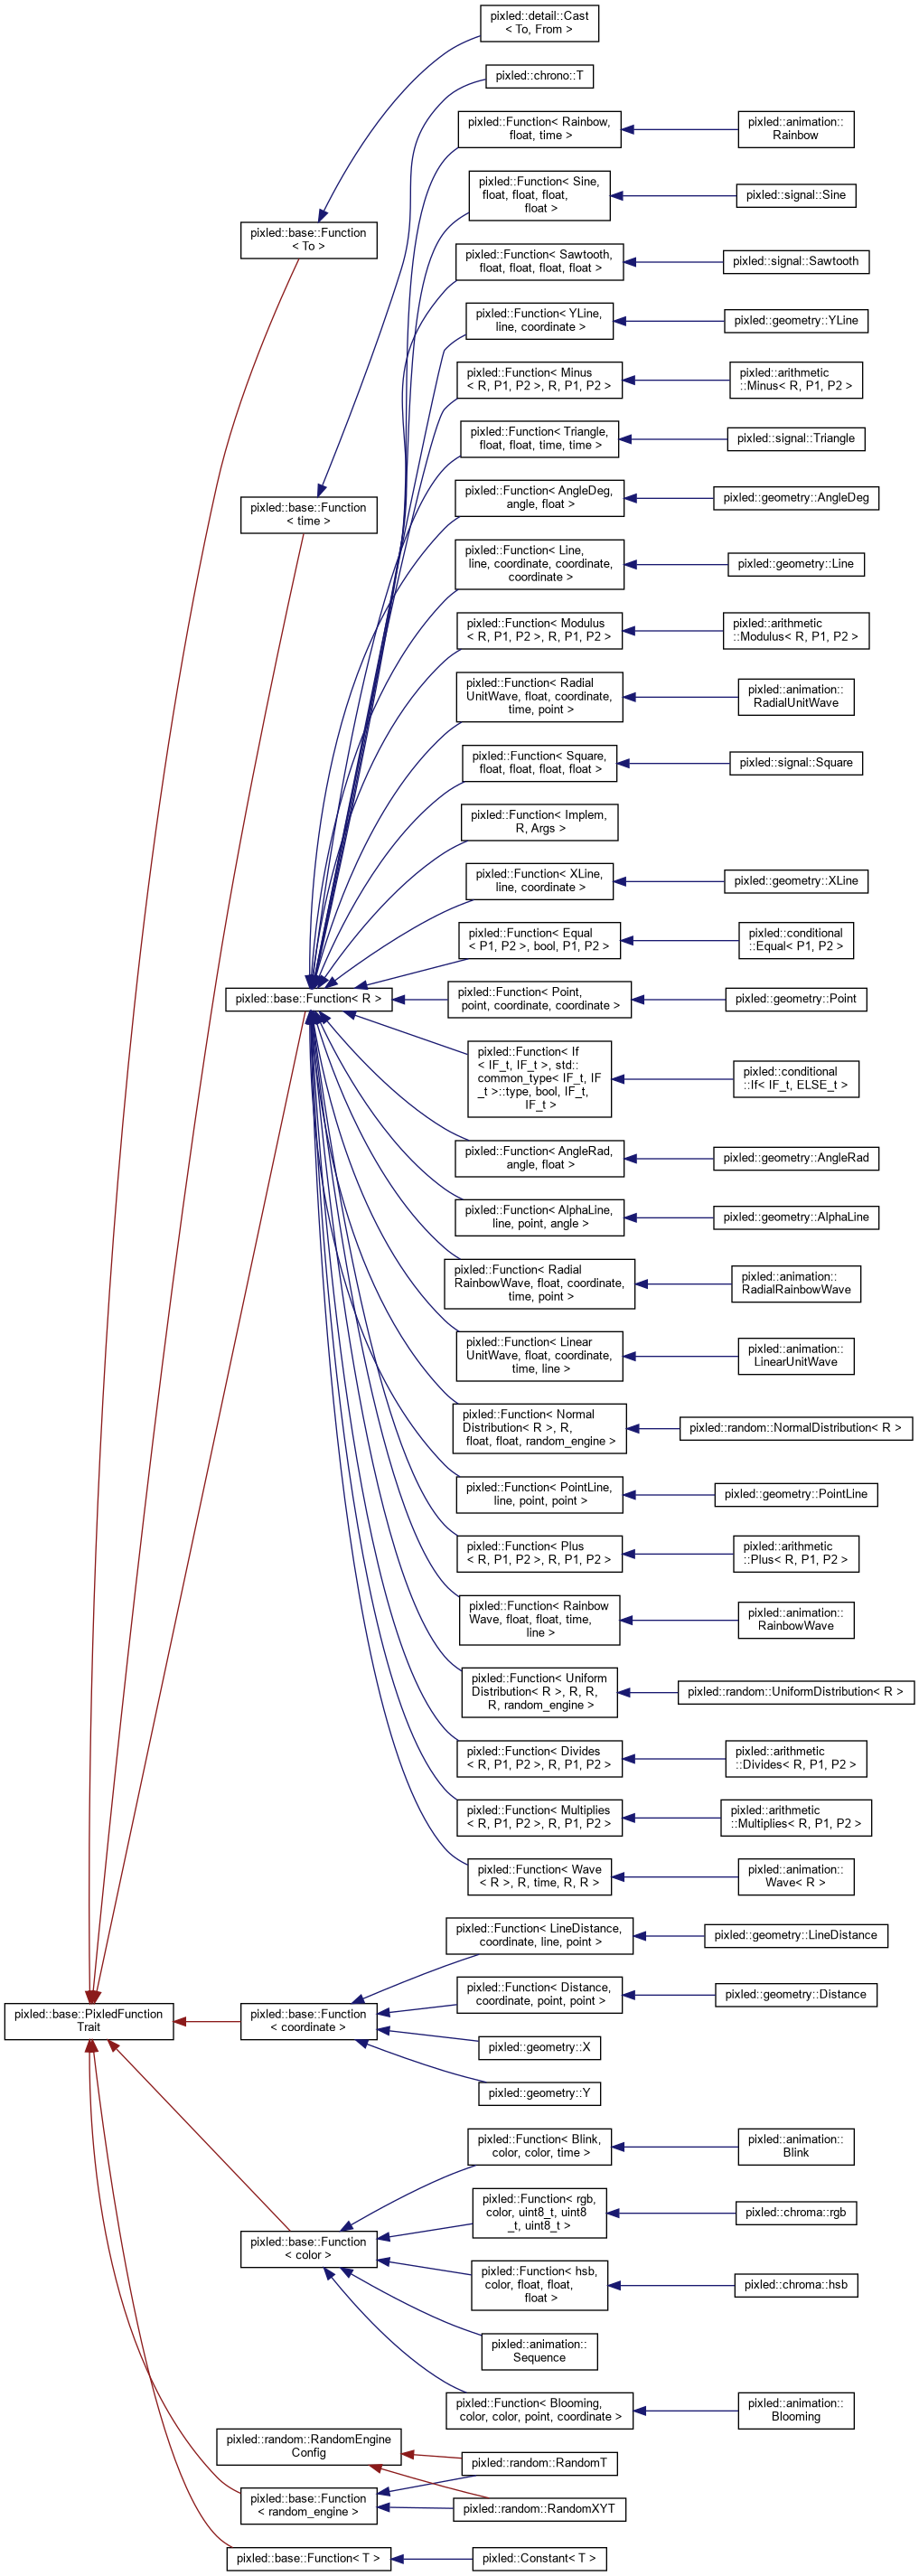 pixled::detail::Cast
< To, From >
pixled::chrono::T
pixled::Function< Rainbow,
float, time >
pixled::animation::
Rainbow
pixled::Function< Sine,
float, float, float,
float >
pixled::signal::Sine
pixled::base::Function
< To >
pixled::Function< Sawtooth,
float, float, float, float >
pixled::signal::Sawtooth
pixled::Function< YLine,
line, coordinate >
pixled::geometry::YLine
pixled::Function< Minus
< R, P1, P2 >, R, P1, P2 >
pixled::arithmetic
::Minus< R, P1, P2 >
pixled::Function< Triangle,
float, float, time, time >
pixled::signal::Triangle
pixled::base::Function
< time >
pixled::Function< AngleDeg,
angle, float >
pixled::geometry::AngleDeg
pixled::Function< Line,
line, coordinate, coordinate,
coordinate >
pixled::geometry::Line
pixled::Function< Modulus
< R, P1, P2 >, R, P1, P2 >
pixled::arithmetic
::Modulus< R, P1, P2 >
pixled::Function< Radial
UnitWave, float, coordinate,
time, point >
pixled::animation::
RadialUnitWave
pixled::Function< Square,
float, float, float, float >
pixled::signal::Square
pixled::Function< Implem,
R, Args >
pixled::Function< XLine,
line, coordinate >
pixled::geometry::XLine
pixled::Function< Equal
< P1, P2 >, bool, P1, P2 >
pixled::conditional
::Equal< P1, P2 >
pixled::base::Function< R >
pixled::Function< Point,
point, coordinate, coordinate >
pixled::geometry::Point
pixled::Function< If
< IF_t, IF_t >, std::
common_type< IF_t, IF
_t >::type, bool, IF_t,
IF_t >
pixled::conditional
::If< IF_t, ELSE_t >
pixled::Function< AngleRad,
angle, float >
pixled::geometry::AngleRad
pixled::Function< AlphaLine,
line, point, angle >
pixled::geometry::AlphaLine
pixled::Function< Radial
RainbowWave, float, coordinate,
time, point >
pixled::animation::
RadialRainbowWave
pixled::Function< Linear
UnitWave, float, coordinate,
time, line >
pixled::animation::
LinearUnitWave
pixled::Function< Normal
Distribution< R >, R,
float, float, random_engine >
pixled::random::NormalDistribution< R >
pixled::Function< PointLine,
line, point, point >
pixled::geometry::PointLine
pixled::Function< Plus
< R, P1, P2 >, R, P1, P2 >
pixled::arithmetic
::Plus< R, P1, P2 >
pixled::Function< Rainbow
Wave, float, float, time,
line >
pixled::animation::
RainbowWave
pixled::Function< Uniform
Distribution< R >, R, R,
R, random_engine >
pixled::random::UniformDistribution< R >
pixled::Function< Divides
< R, P1, P2 >, R, P1, P2 >
pixled::arithmetic
::Divides< R, P1, P2 >
pixled::Function< Multiplies
< R, P1, P2 >, R, P1, P2 >
pixled::arithmetic
::Multiplies< R, P1, P2 >
pixled::Function< Wave
< R >, R, time, R, R >
pixled::animation::
Wave< R >
pixled::Function< LineDistance,
coordinate, line, point >
pixled::geometry::LineDistance
pixled::base::PixledFunction
Trait
pixled::base::Function
< coordinate >
pixled::Function< Distance,
coordinate, point, point >
pixled::geometry::Distance
pixled::geometry::X
pixled::geometry::Y
pixled::Function< Blink,
color, color, time >
pixled::animation::
Blink
pixled::Function< rgb,
color, uint8_t, uint8
_t, uint8_t >
pixled::chroma::rgb
pixled::base::Function
< color >
pixled::Function< hsb,
color, float, float,
float >
pixled::chroma::hsb
pixled::animation::
Sequence
pixled::Function< Blooming,
color, color, point, coordinate >
pixled::animation::
Blooming
pixled::random::RandomEngine
Config
pixled::random::RandomT
pixled::base::Function
< random_engine >
pixled::random::RandomXYT
pixled::base::Function< T >
pixled::Constant< T >